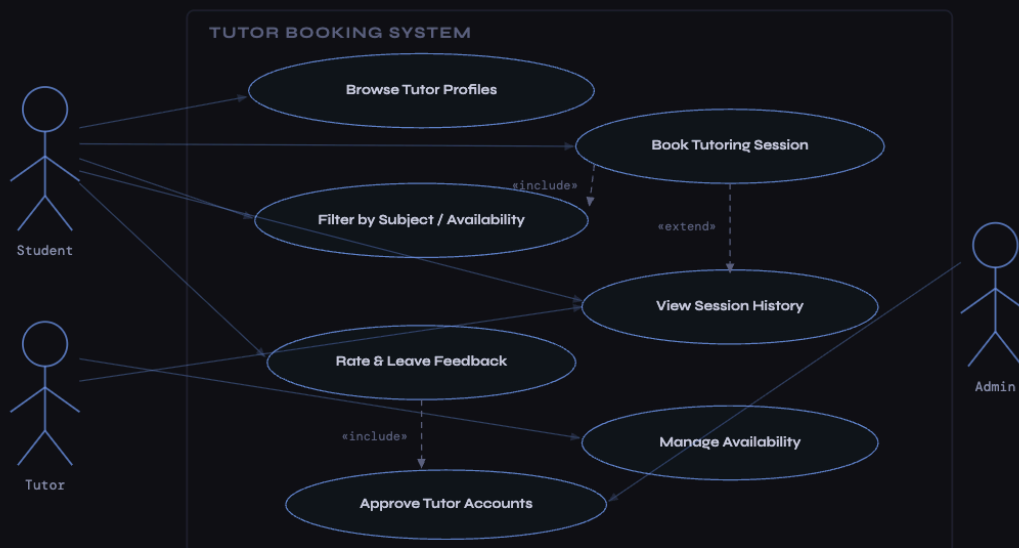 TUTOR BOOKING SYSTEM
Browse Tutor Profiles
Book Tutoring Session
«include»
Filter by Subject / Availability
«extend»
Student
View Session History
Rate & Leave Feedback
Admin
«include»
Manage Availability
Tutor
Approve Tutor Accounts